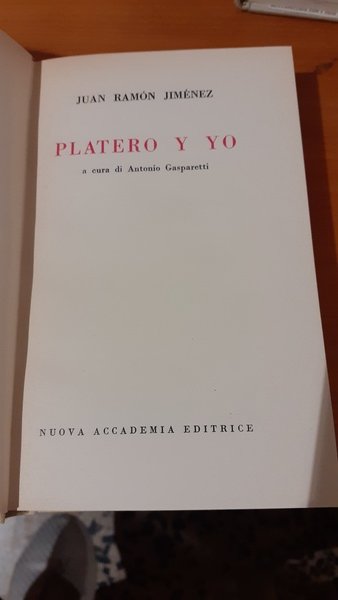 JUAN RAMÓN JIMÉNEZ
PLATERO Y YO
a cura di Antonio Gasparetti
NUOVA ACCADEMIA EDITRICE